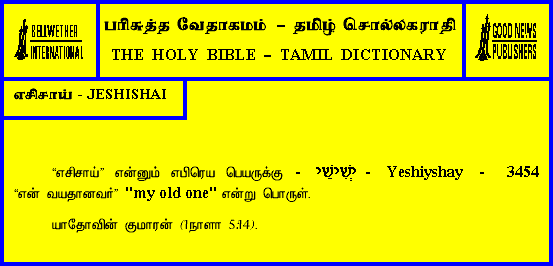 BELLWETHER
INTERNATIONAL
பரிசுத்த வேதாகமம் – தமிழ் சொல்லகராதி
THE HOLY BIBLE – TAMIL DICTIONARY
GOOD NEWS
PUBLISHERS
எசிசாய் - JESHISHAI
“எசிசாய்” என்னும் எபிரெய பெயருக்கு - יְשִׁישַׁי - Yeshiyshay - 3454
“என் வயதானவர்” "my old one" என்று பொருள்.
யாதோவின் குமாரன் (1நாளா 5:14).